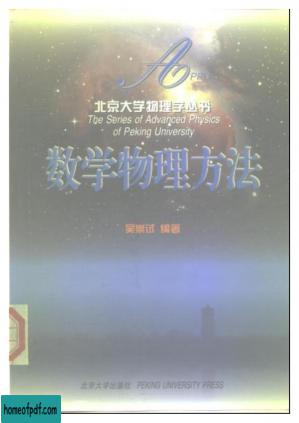 A
北京大学物理学丛书
The Series of Advanced Physics
of Peking University
数学物理方法
吴崇试 编著
北京大学出版社 PEKING UNIVERSITY PRESS
homeofpdf.com